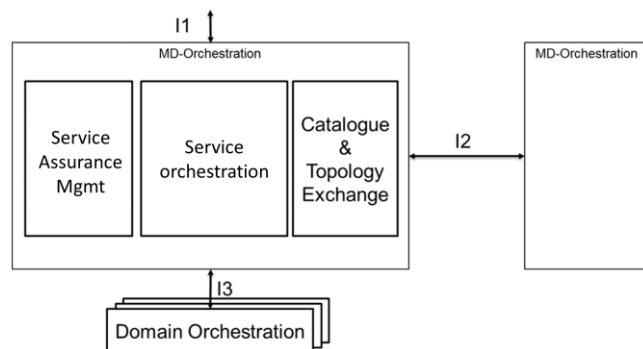 I1
MD-Orchestration
MD-Orchestration
Service
Assurance
Mgmt
Service
orchestration
Catalogue
&
Topology
Exchange
I2
I3
Domain Orchestration